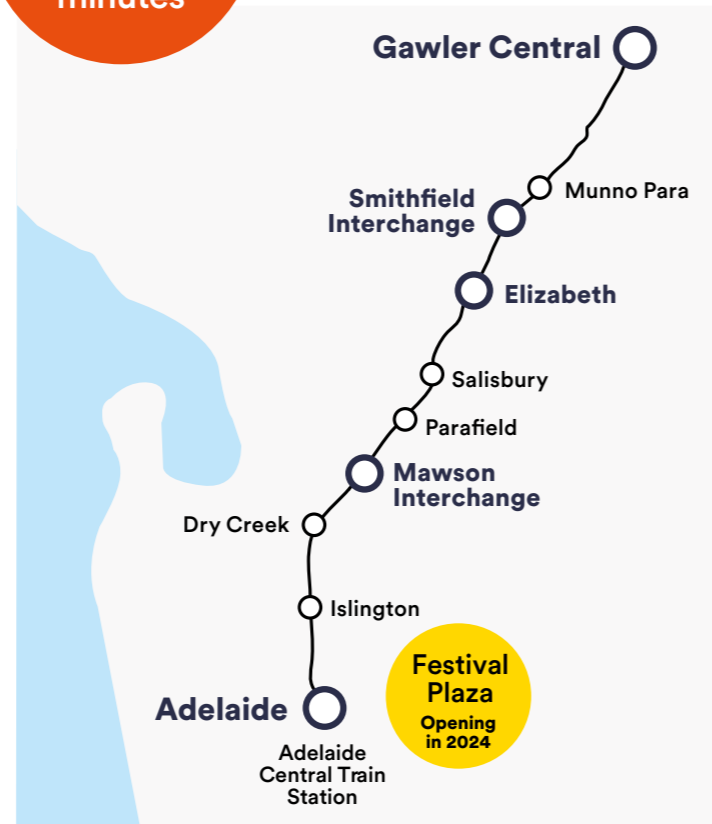 minutes
Gawler Central
Munno Para
Smithfield
Interchange
Elizabeth
Salisbury
Parafield
Mawson
Interchange
Dry Creek
Islington
Festival
Plaza
Opening
in 2024
Adelaide
Adelaide
Central Train
Station